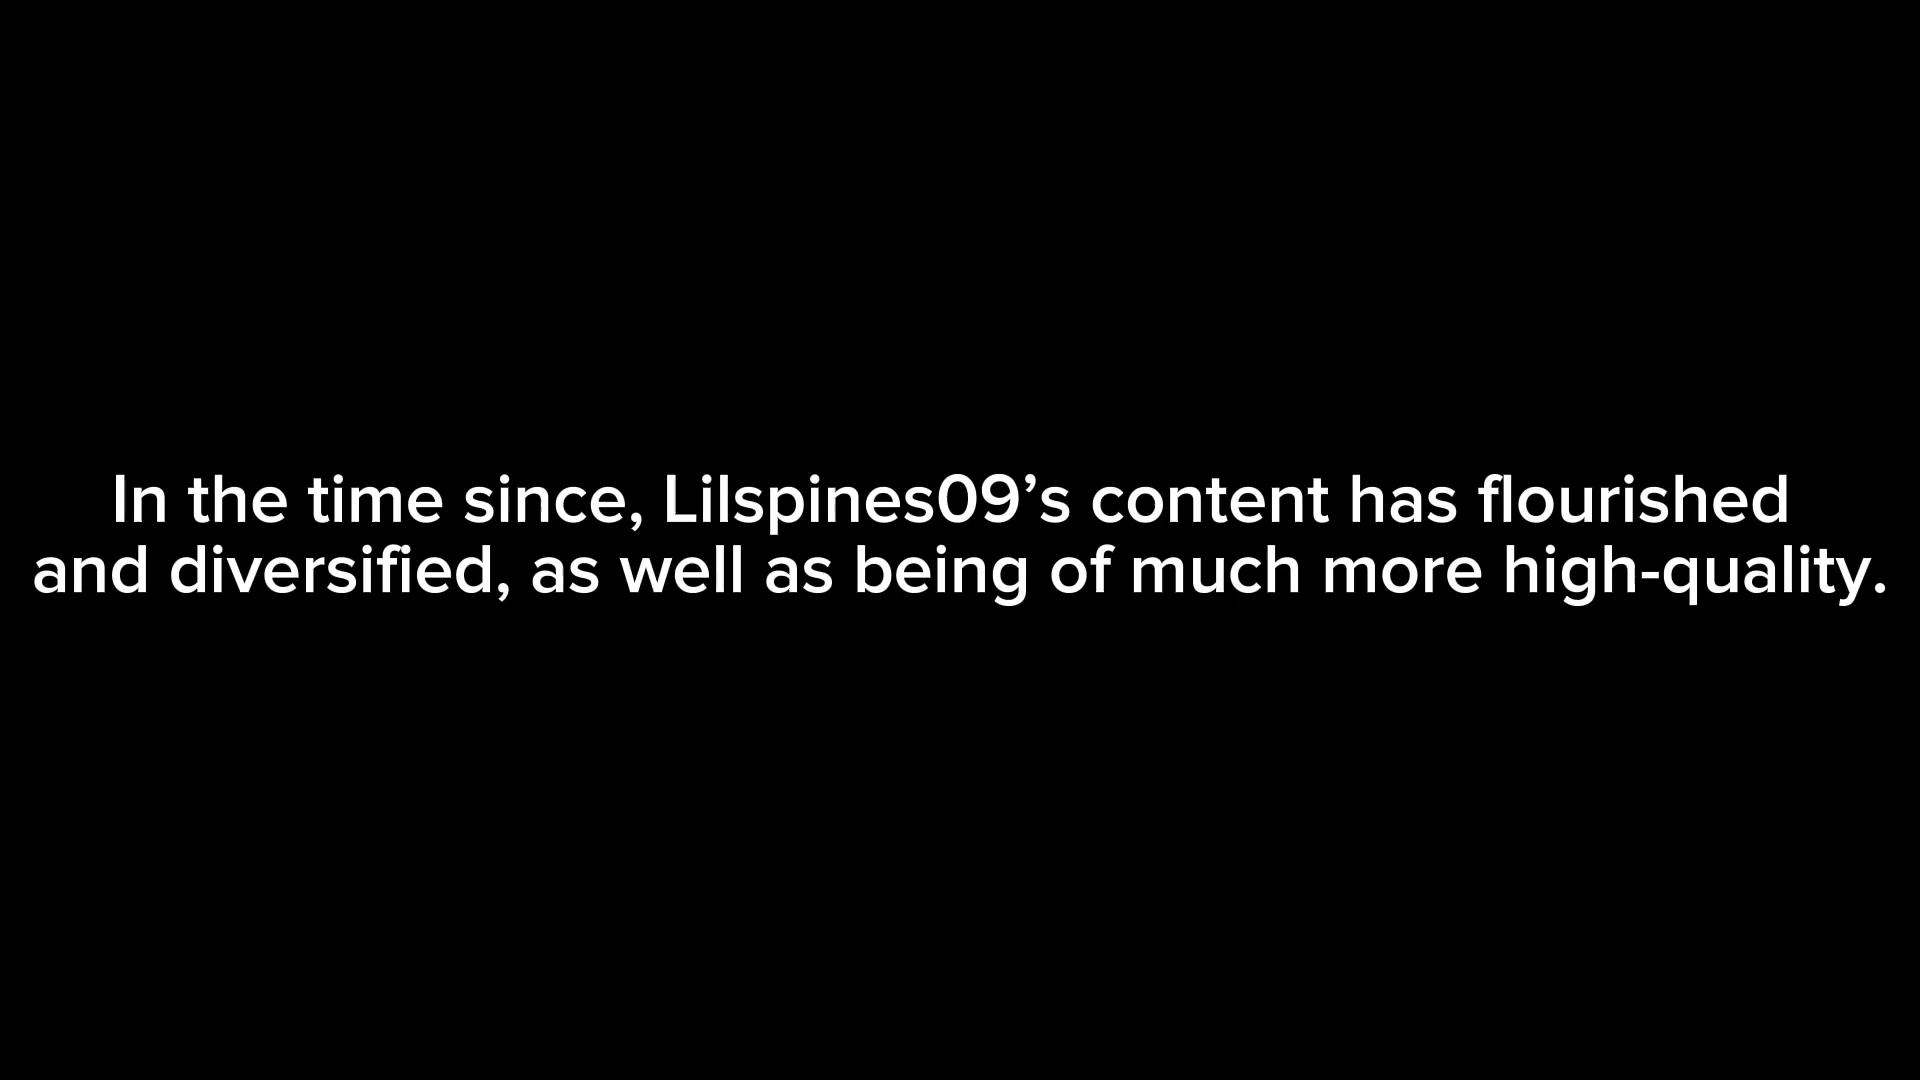 In the time since, Lilspines09’s content has flourished
and diversified, as well as being of much more high-quality.